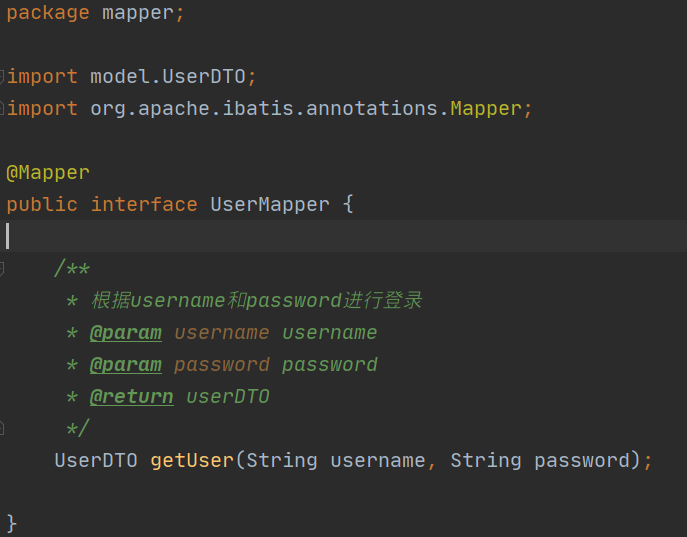 package mapper;
import model.UserDTO;
import org.apache.ibatis.annotations.Mapper;
@Mapper
public interface UserMapper {
/**
* 根据username和password进行登录
* @param username username
* @param password password
* @return userDTO
*/
UserDTO getUser(String username, String password);
}